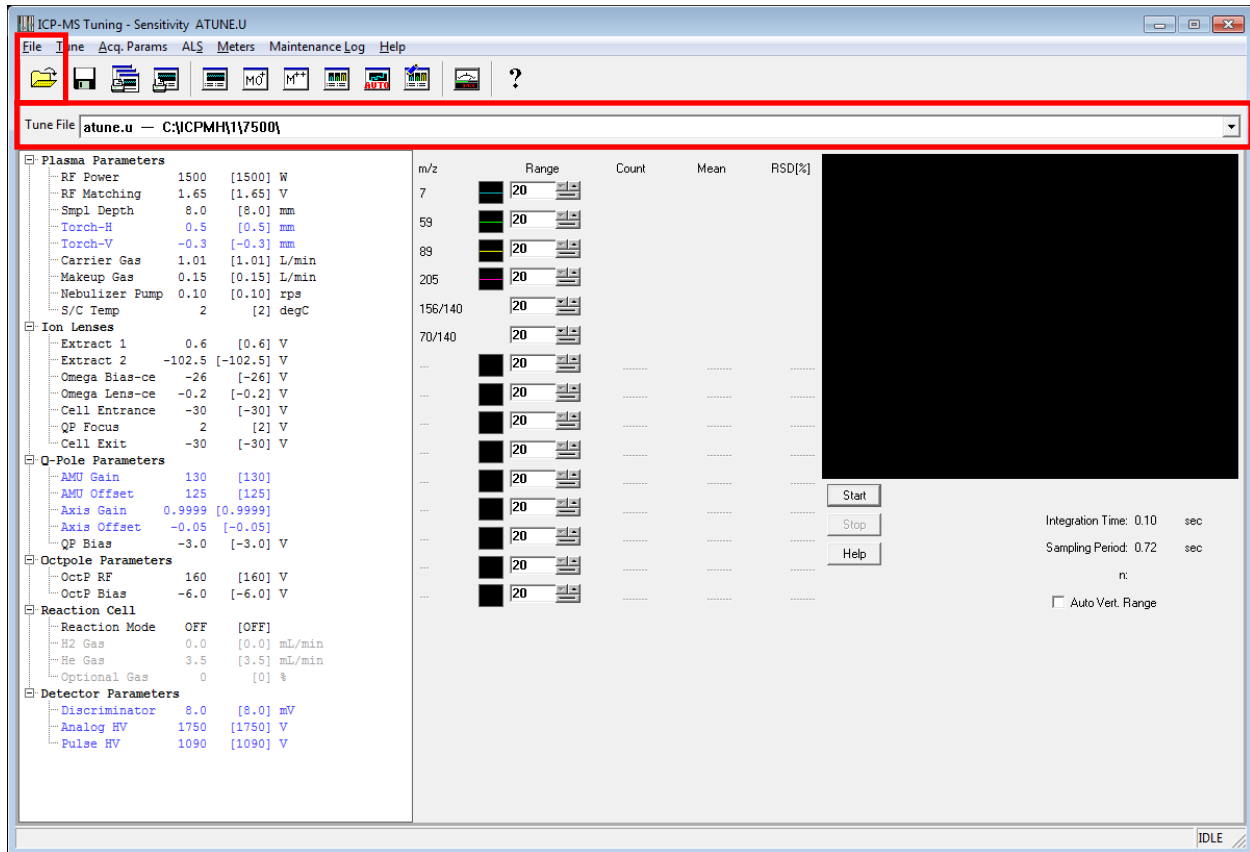 ICP-MS Tuning - Sensitivity ATUNE.U
File Tune Acq. Params ALS Meters Maintenance Log Help
MO+ M++ AUTO ?
Tune File atune.u — C:\ICPMH\1\7500\
Plasma Parameters
RF Power 1500 [1500] W
RF Matching 1.65 [1.65] V
Smpl Depth 8.0 [8.0] mm
Torch-H 0.5 [0.5] mm
Torch-V -0.3 [-0.3] mm
Carrier Gas 1.01 [1.01] L/min
Makeup Gas 0.15 [0.15] L/min
Nebulizer Pump 0.10 [0.10] rps
S/C Temp 2 [2] degC
Ion Lenses
Extract 1 0.6 [0.6] V
Extract 2 -102.5 [-102.5] V
Omega Bias-ce -26 [-26] V
Omega Lens-ce -0.2 [-0.2] V
Cell Entrance -30 [-30] V
QP Focus 2 [2] V
Cell Exit -30 [-30] V
Q-Pole Parameters
AMU Gain 130 [130]
AMU Offset 125 [125]
Axis Gain 0.9999 [0.9999]
Axis Offset -0.05 [-0.05]
QP Bias -3.0 [-3.0] V
Octpole Parameters
OctP RF 160 [160] V
OctP Bias -6.0 [-6.0] V
Reaction Cell
Reaction Mode OFF [OFF]
H2 Gas 0.0 [0.0] mL/min
He Gas 3.5 [3.5] mL/min
Optional Gas 0 [0] %
Detector Parameters
Discriminator 8.0 [8.0] mV
Analog HV 1750 [1750] V
Pulse HV 1090 [1090] V
m/z Range Count Mean RSD[%]
7 20
59 20
89 20
205 20
156/140 20
70/140 20
... 20 ....... ....... .......
... 20 ....... ....... .......
... 20 ....... ....... .......
... 20 ....... ....... .......
... 20 ....... ....... .......
... 20 ....... ....... .......
... 20 ....... ....... .......
... 20 ....... ....... .......
... 20 ....... ....... .......
Start
Stop
Help
Integration Time: 0.10 sec
Sampling Period: 0.72 sec
n:
Auto Vert. Range
IDLE